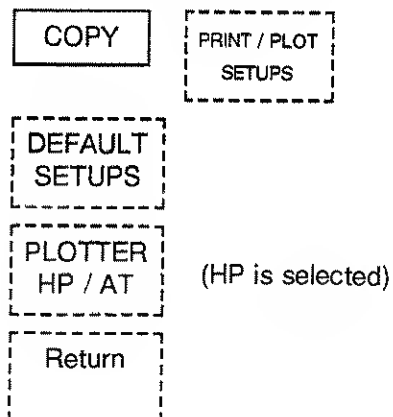 COPY
PRINT / PLOT
SETUPS
DEFAULT
SETUPS
PLOTTER
HP / AT
(HP is selected)
Return